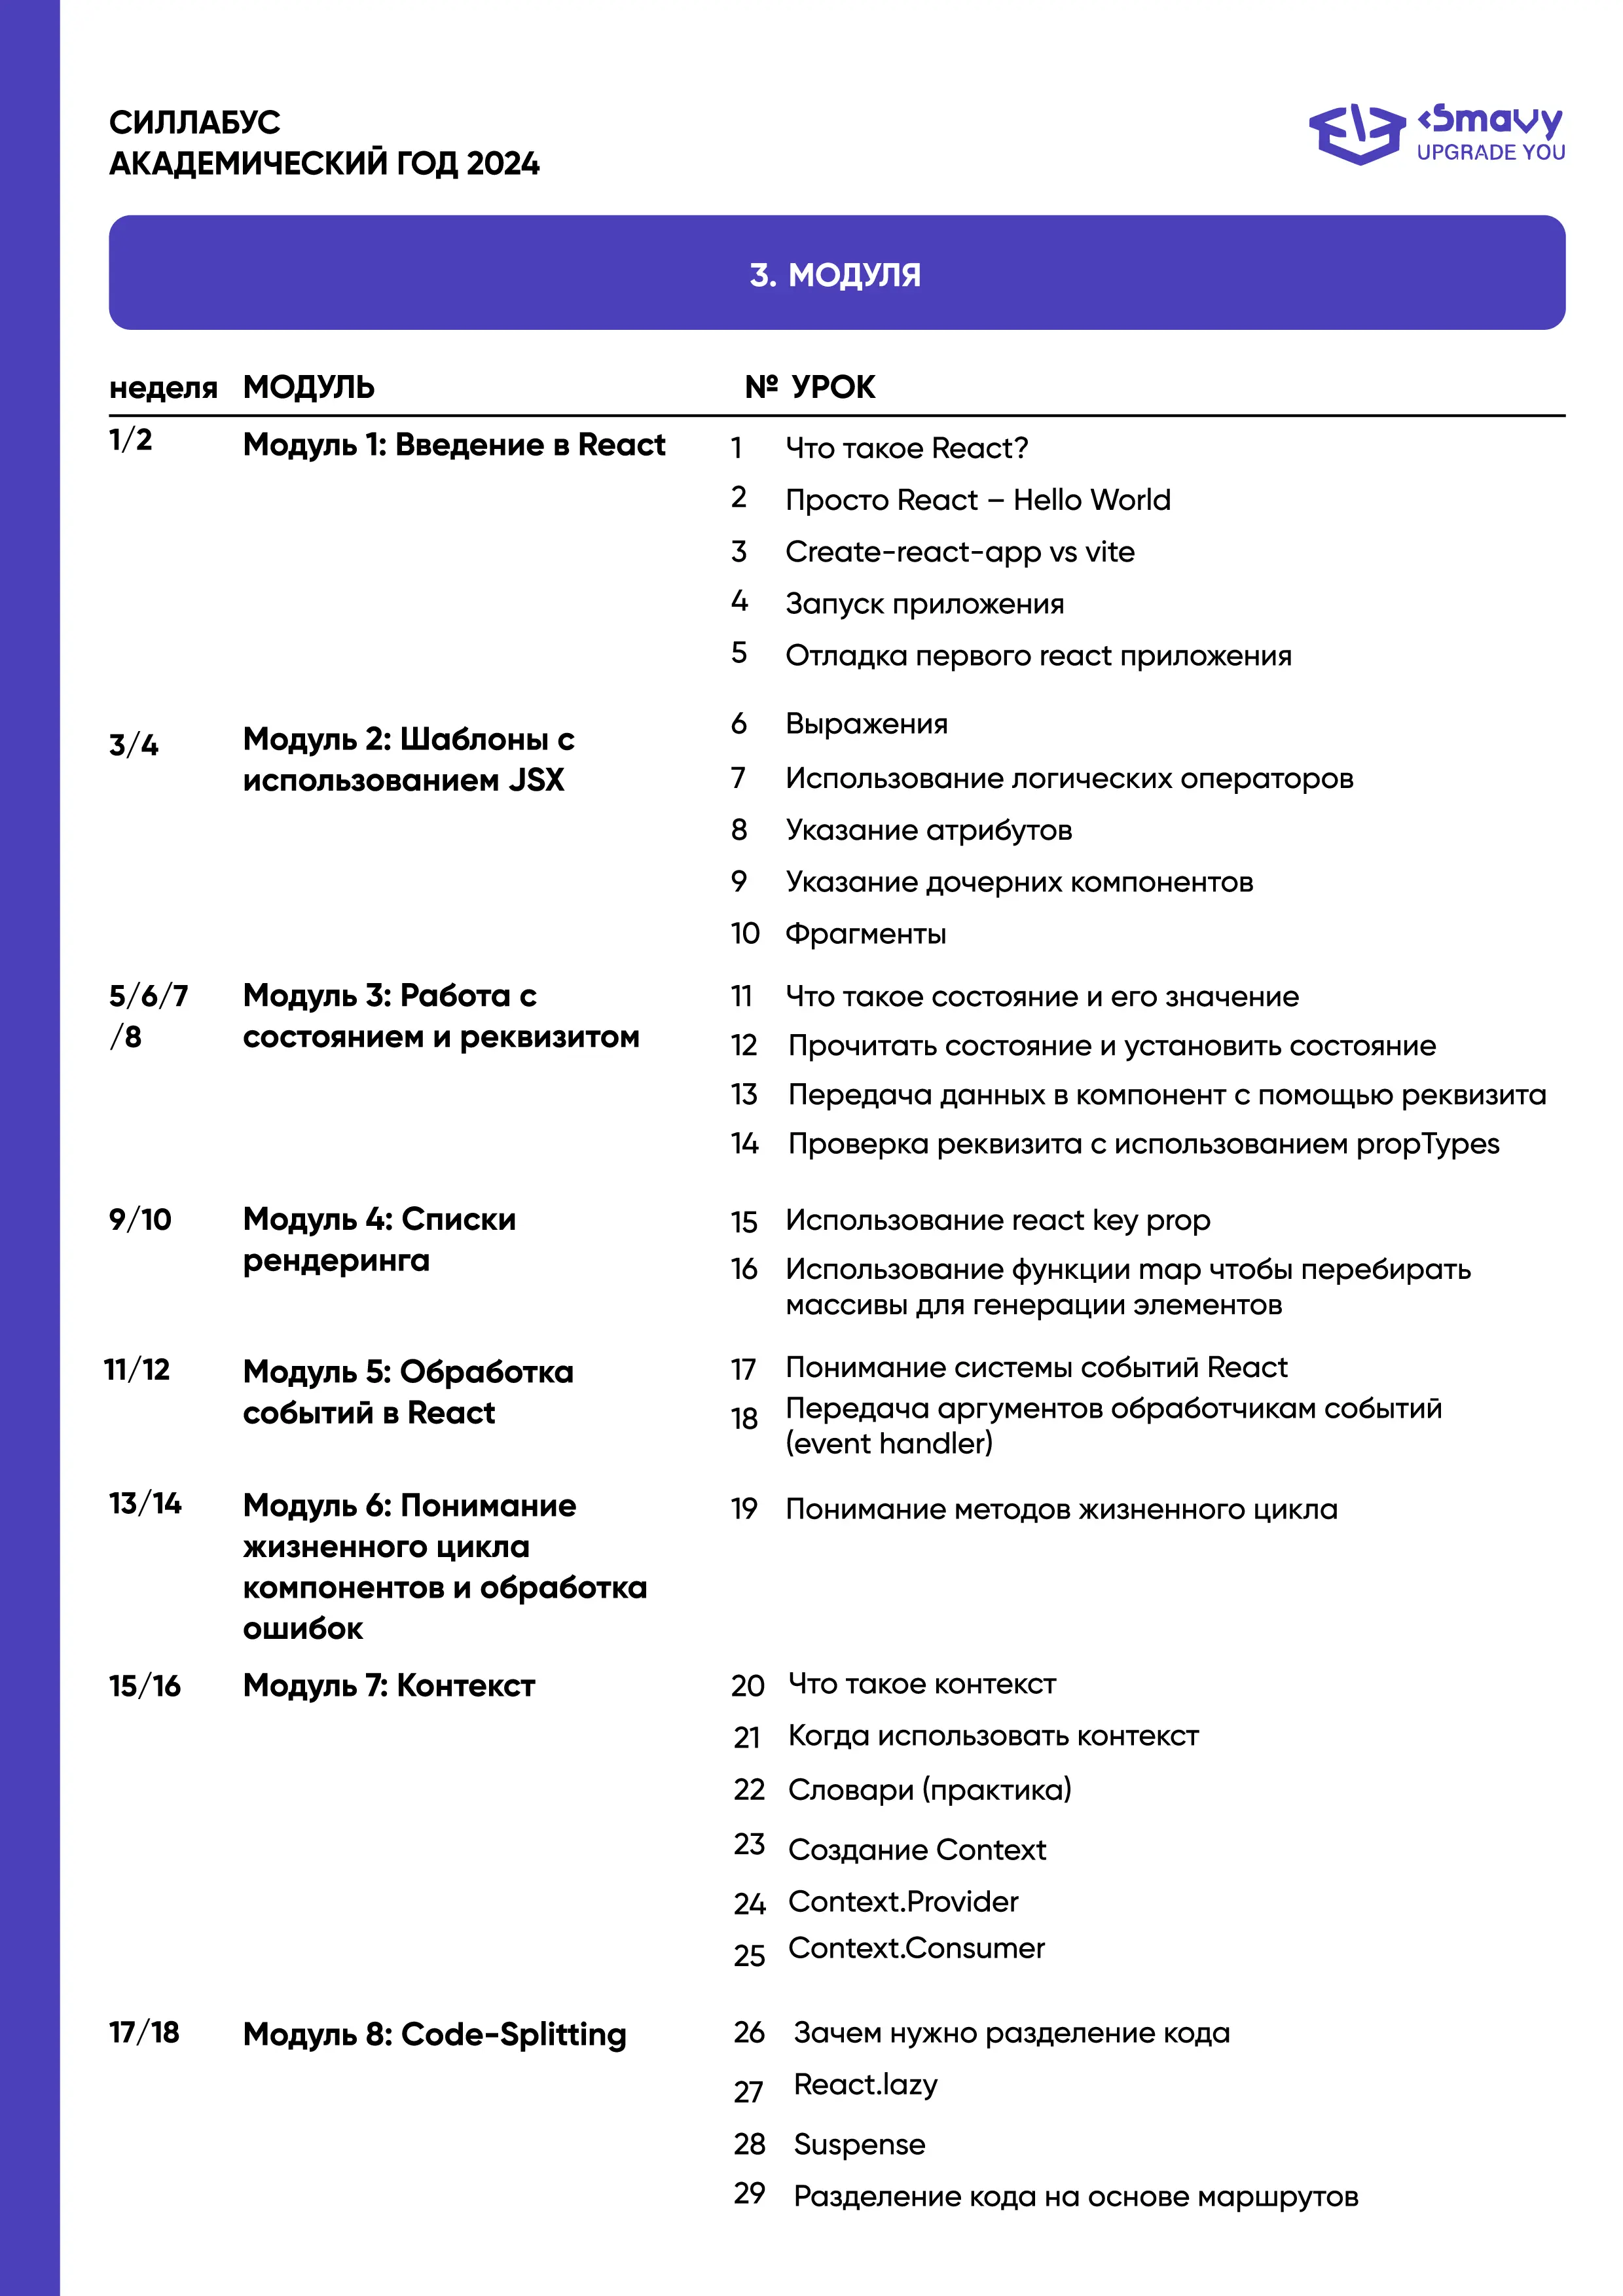 СИЛЛАБУС
АКАДЕМИЧЕСКИЙ ГОД 2024
Smavy
UPGRADE YOU
3. МОДУЛЯ
неделя МОДУЛЬ № УРОК
1/2 Модуль 1: Введение в React 1 Что такое React?
2 Просто React – Hello World
3 Create-react-app vs vite
4 Запуск приложения
5 Отладка первого react приложения
3/4 Модуль 2: Шаблоны с 6 Выражения
использованием JSX 7 Использование логических операторов
8 Указание атрибутов
9 Указание дочерних компонентов
10 Фрагменты
5/6/7 Модуль 3: Работа с 11 Что такое состояние и его значение
/8 состоянием и реквизитом 12 Прочитать состояние и установить состояние
13 Передача данных в компонент с помощью реквизита
14 Проверка реквизита с использованием propTypes
9/10 Модуль 4: Списки 15 Использование react key prop
рендеринга 16 Использование функции map чтобы перебирать
массивы для генерации элементов
11/12 Модуль 5: Обработка 17 Понимание системы событий React
событий в React 18 Передача аргументов обработчикам событий
(event handler)
13/14 Модуль 6: Понимание 19 Понимание методов жизненного цикла
жизненного цикла
компонентов и обработка
ошибок
15/16 Модуль 7: Контекст 20 Что такое контекст
21 Когда использовать контекст
22 Словари (практика)
23 Создание Context
24 Context.Provider
25 Context.Consumer
17/18 Модуль 8: Code-Splitting 26 Зачем нужно разделение кода
27 React.lazy
28 Suspense
29 Разделение кода на основе маршрутов